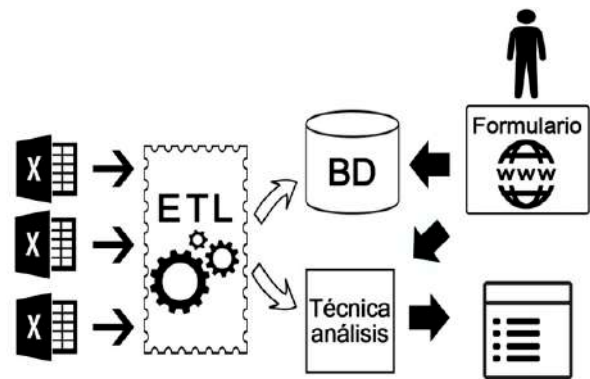 Formulario
www
X
ETL
BD
X
Técnica
análisis
X